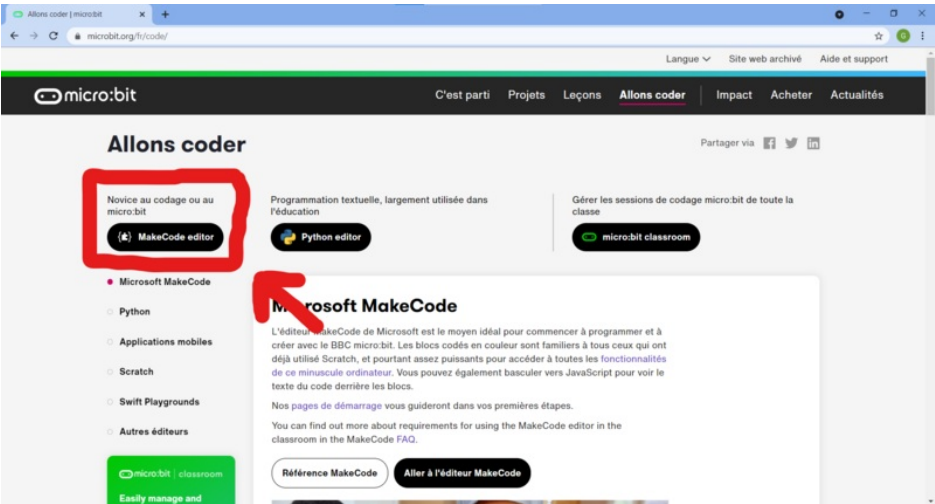 Allons coder | micro:bit
microbit.org/fr/code/
G
Langue
Site web archivé
Aide et support
micro:bit
C'est parti
Projets
Leçons
Allons coder
Impact
Acheter
Actualités
Allons coder
Partager via
Novice au codage ou au
micro:bit
MakeCode editor
Programmation textuelle, largement utilisée dans
l'éducation
Python editor
Gérer les sessions de codage micro:bit de toute la
classe
micro:bit classroom
Microsoft MakeCode
Python
Applications mobiles
Scratch
Swift Playgrounds
Autres éditeurs
micro:bit | classroom
Easily manage and
rosoft MakeCode
L'éditeur MakeCode de Microsoft est le moyen idéal pour commencer à programmer et à
créer avec le BBC micro:bit. Les blocs codés en couleur sont familiers à tous ceux qui ont
déjà utilisé Scratch, et pourtant assez puissants pour accéder à toutes les fonctionnalités
de ce minuscule ordinateur. Vous pouvez également basculer vers JavaScript pour voir le
texte du code derrière les blocs.
Nos pages de démarrage vous guideront dans vos premières étapes.
You can find out more about requirements for using the MakeCode editor in the
classroom in the MakeCode FAQ.
Référence MakeCode
Aller à l'éditeur MakeCode